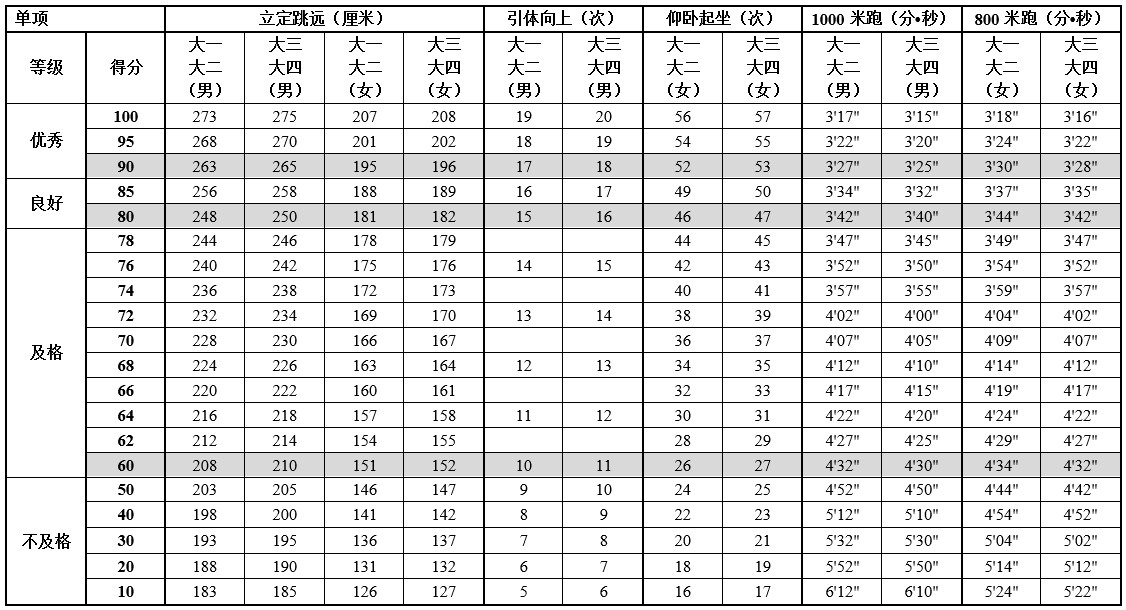 单项 立定跳远（厘米） 引体向上（次） 仰卧起坐（次） 1000 米跑（分•秒） 800 米跑（分•秒）
等级 得分 大一大二（男） 大三大四（男） 大一大二（女） 大三大四（女） 大一大二（男） 大三大四（男） 大一大二（女） 大三大四（女） 大一大二（男） 大三大四（男） 大一大二（女） 大三大四（女）
优秀 100 273 275 207 208 19 20 56 57 3'17" 3'15" 3'18" 3'16"
95 268 270 201 202 18 19 54 55 3'22" 3'20" 3'24" 3'22"
90 263 265 195 196 17 18 52 53 3'27" 3'25" 3'30" 3'28"
良好 85 256 258 188 189 16 17 49 50 3'34" 3'32" 3'37" 3'35"
80 248 250 181 182 15 16 46 47 3'42" 3'40" 3'44" 3'42"
及格 78 244 246 178 179 44 45 3'47" 3'45" 3'49" 3'47"
76 240 242 175 176 14 15 42 43 3'52" 3'50" 3'54" 3'52"
74 236 238 172 173 40 41 3'57" 3'55" 3'59" 3'57"
72 232 234 169 170 13 14 38 39 4'02" 4'00" 4'04" 4'02"
70 228 230 166 167 36 37 4'07" 4'05" 4'09" 4'07"
68 224 226 163 164 12 13 34 35 4'12" 4'10" 4'14" 4'12"
66 220 222 160 161 32 33 4'17" 4'15" 4'19" 4'17"
64 216 218 157 158 11 12 30 31 4'22" 4'20" 4'24" 4'22"
62 212 214 154 155 28 29 4'27" 4'25" 4'29" 4'27"
60 208 210 151 152 10 11 26 27 4'32" 4'30" 4'34" 4'32"
不及格 50 203 205 146 147 9 10 24 25 4'52" 4'50" 4'44" 4'42"
40 198 200 141 142 8 9 22 23 5'12" 5'10" 4'54" 4'52"
30 193 195 136 137 7 8 20 21 5'32" 5'30" 5'04" 5'02"
20 188 190 131 132 6 7 18 19 5'52" 5'50" 5'14" 5'12"
10 183 185 126 127 5 6 16 17 6'12" 6'10" 5'24" 5'22"